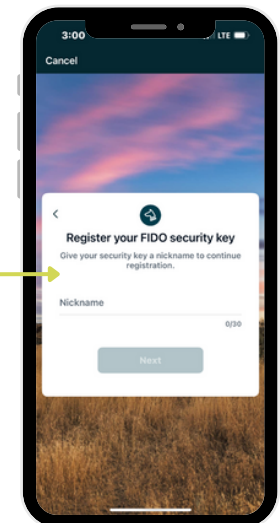 3:00
LTE
Cancel
Register your FIDO security key
Give your security key a nickname to continue
registration.
Nickname
0/30
Next